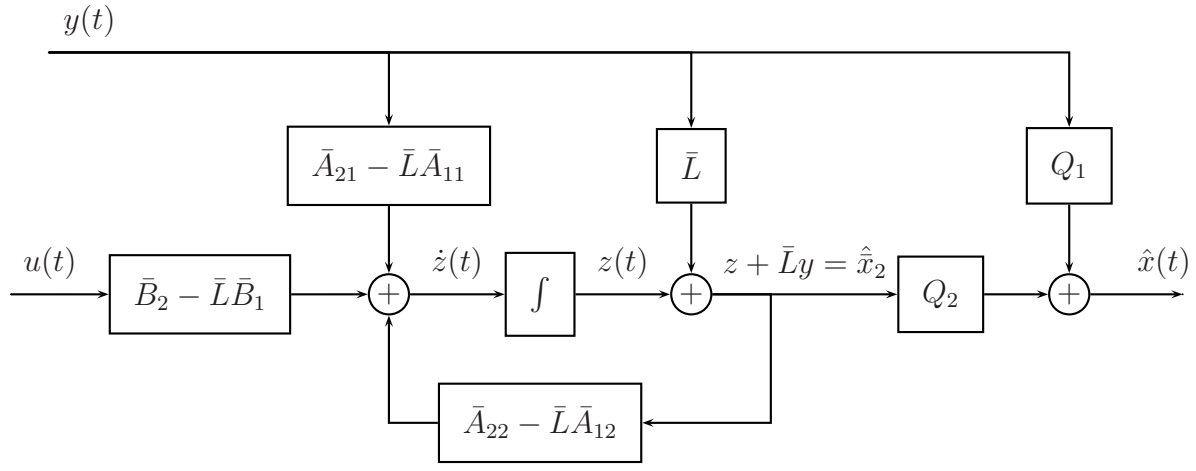 y(t)
Ā₂₁ − L̄Ā₁₁
L̄
Q₁
u(t)
B̄₂ − L̄B̄₁
+
ż(t)
∫
z(t)
+
z + L̄y = x̄̂₂
Q₂
+
x̂(t)
Ā₂₂ − L̄Ā₁₂